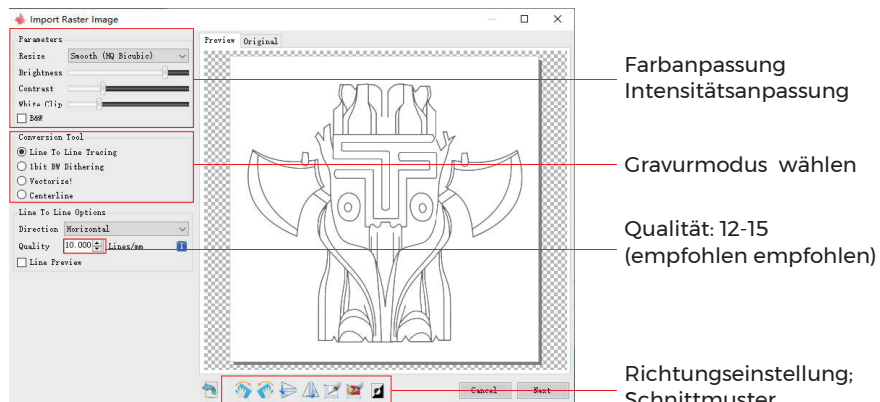 Import Raster Image
Parameters
Resize Smooth (HQ Bicubic)
Brightness
Contrast
White Clip
B&W
Conversion Tool
Line To Line Tracing
1bit BW Dithering
Vectorize!
Centerline
Line To Line Options
Direction Horizontal
Quality 10.000 Lines/mm
Line Preview
Preview Original
Cancel Next
Farbanpassung
Intensitätsanpassung
Gravurmodus wählen
Qualität: 12-15
(empfohlen empfohlen)
Richtungseinstellung;
Schnittmuster